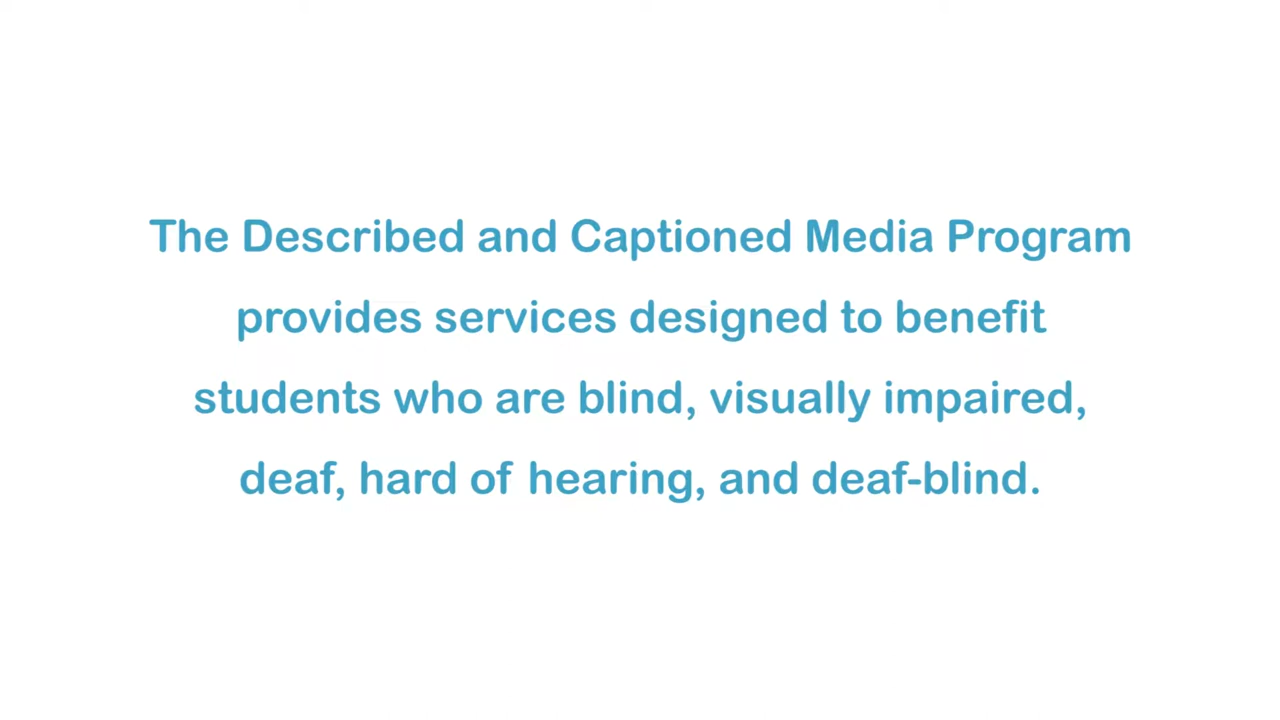 The Described and Captioned Media Program
provides services designed to benefit
students who are blind, visually impaired,
deaf, hard of hearing, and deaf-blind.